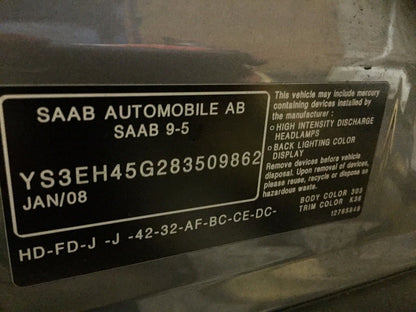 SAAB AUTOMOBILE AB
SAAB 9-5
YS3EH45G283509862
JAN/08
HD-FD-J -J -42-32-AF-BC-CE-DC-
This vehicle may include mercury
containing devices installed by
the manufacturer :
o HIGH INTENSITY DISCHARGE
HEADLAMPS
o BACK LIGHTING COLOR
DISPLAY
Remove devices before vehicle
disposal. Upon removal of devices,
please reuse, recycle or dispose as
hazardous waste.
BODY COLOR 303
TRIM COLOR K36